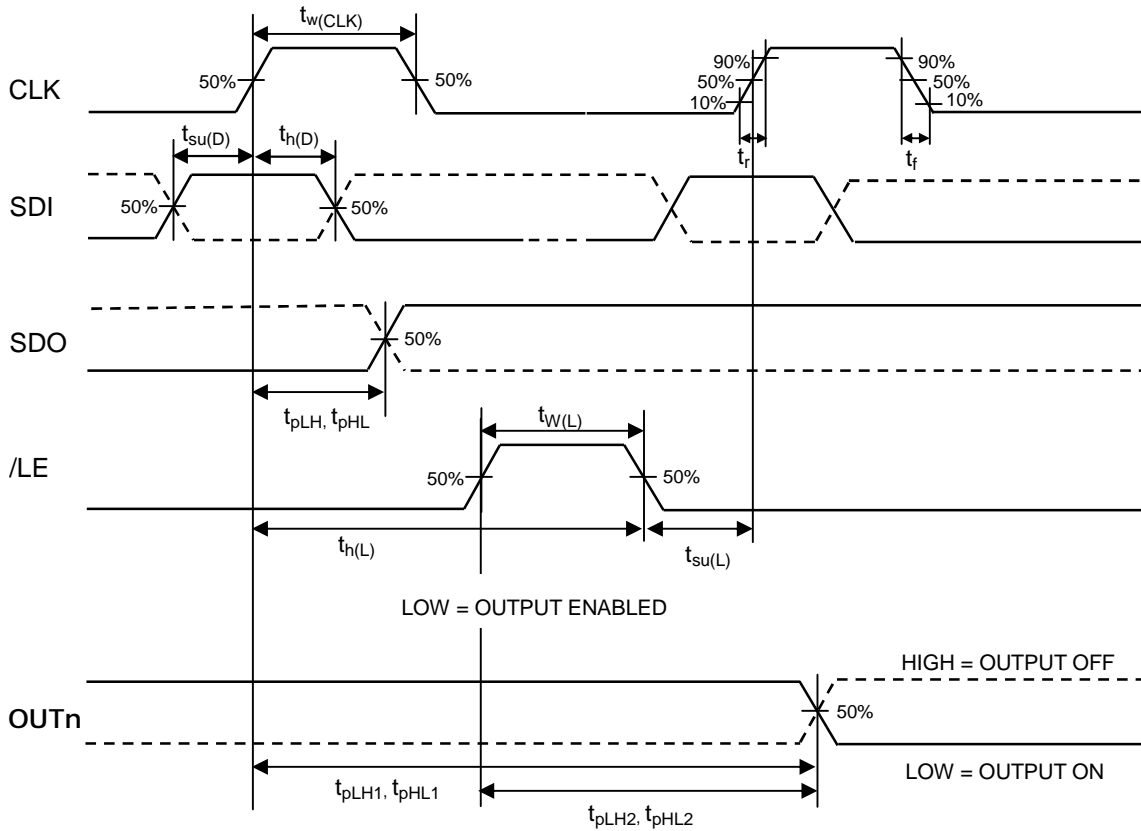 tw(CLK)
CLK
50%
50%
90%
50%
10%
90%
50%
10%
tr
tf
tsu(D)
th(D)
SDI
50%
50%
SDO
50%
tpLH, tpHL
tW(L)
/LE
50%
50%
th(L)
tsu(L)
LOW = OUTPUT ENABLED
HIGH = OUTPUT OFF
OUTn
50%
LOW = OUTPUT ON
tpLH1, tpHL1
tpLH2, tpHL2